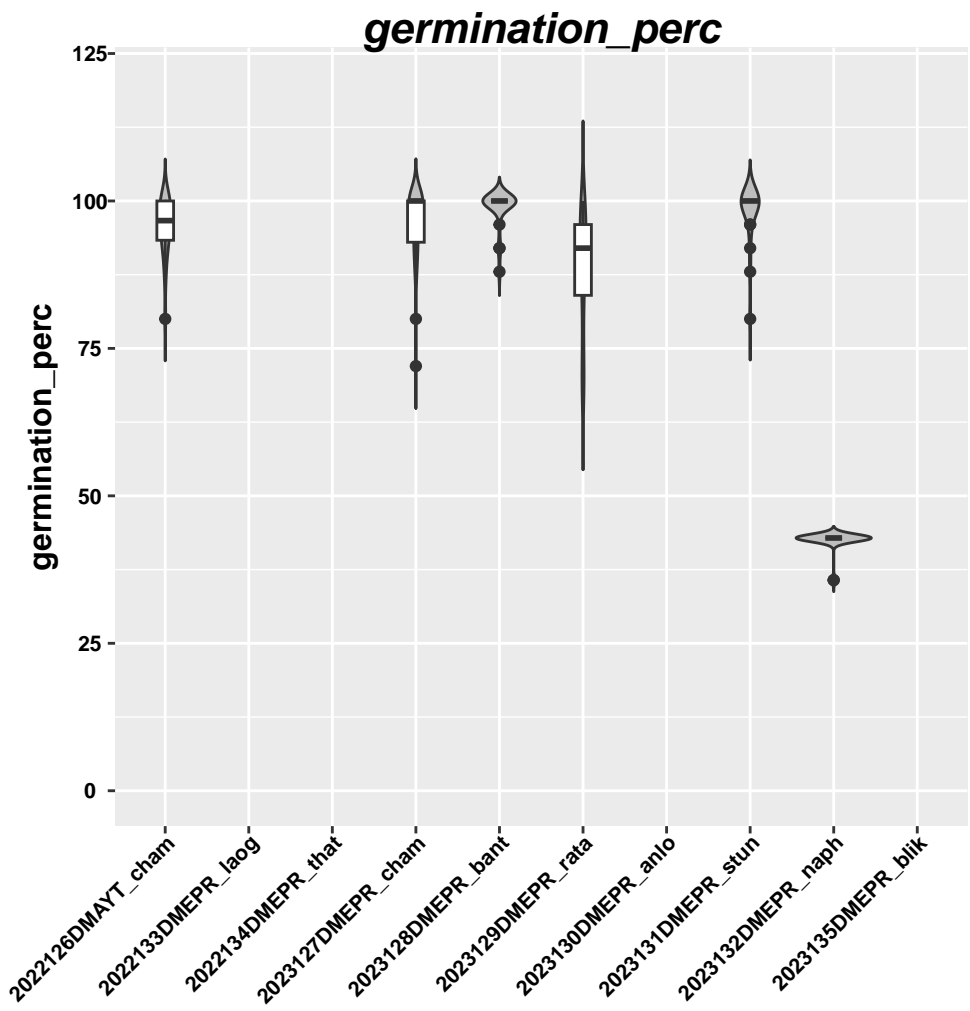 germination_perc
germination_perc
125
100
75
50
25
0
2022126DMAYT_cham
2022133DMEPR_laog
2022134DMEPR_that
2023127DMEPR_cham
2023128DMEPR_bant
2023129DMEPR_rata
2023130DMEPR_anlo
2023131DMEPR_stun
2023132DMEPR_naph
2023135DMEPR_blik